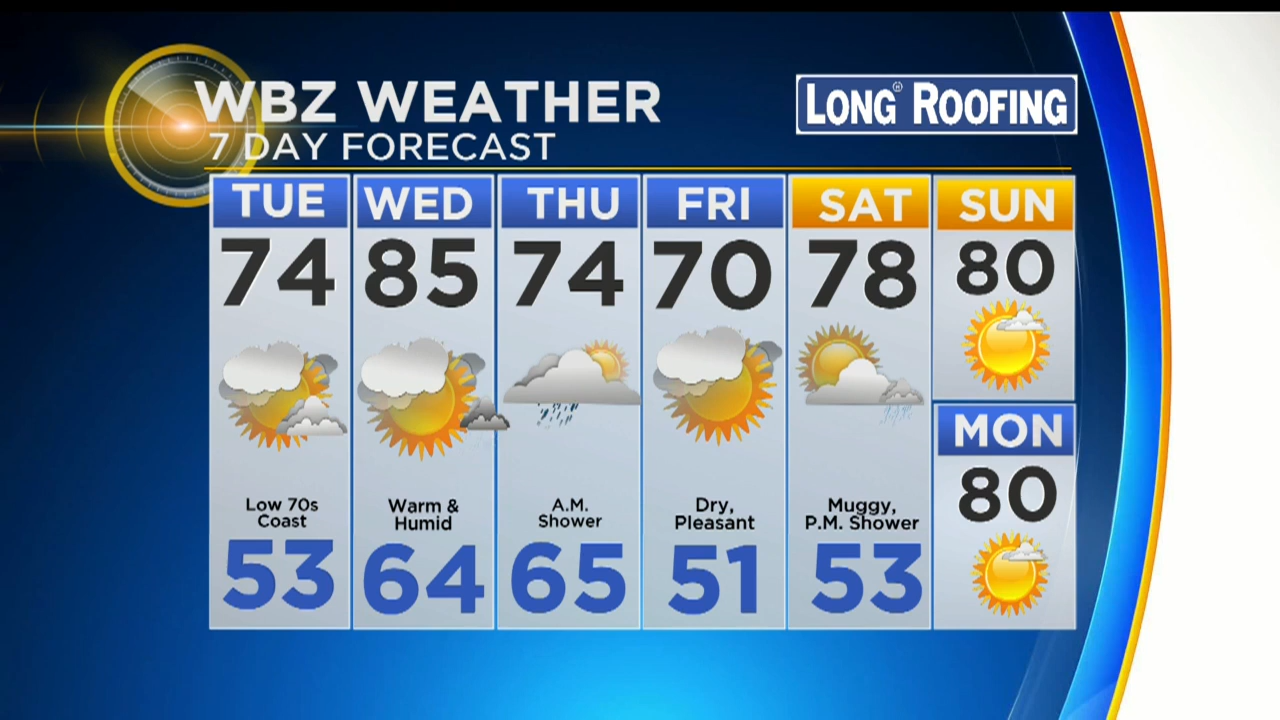 WBZ WEATHER
7 DAY FORECAST
LONG® ROOFING
TUE
74
Low 70s
Coast
53
WED
85
Warm &
Humid
64
THU
74
A.M.
Shower
65
FRI
70
Dry,
Pleasant
51
SAT
78
Muggy,
P.M. Shower
53
SUN
80
MON
80